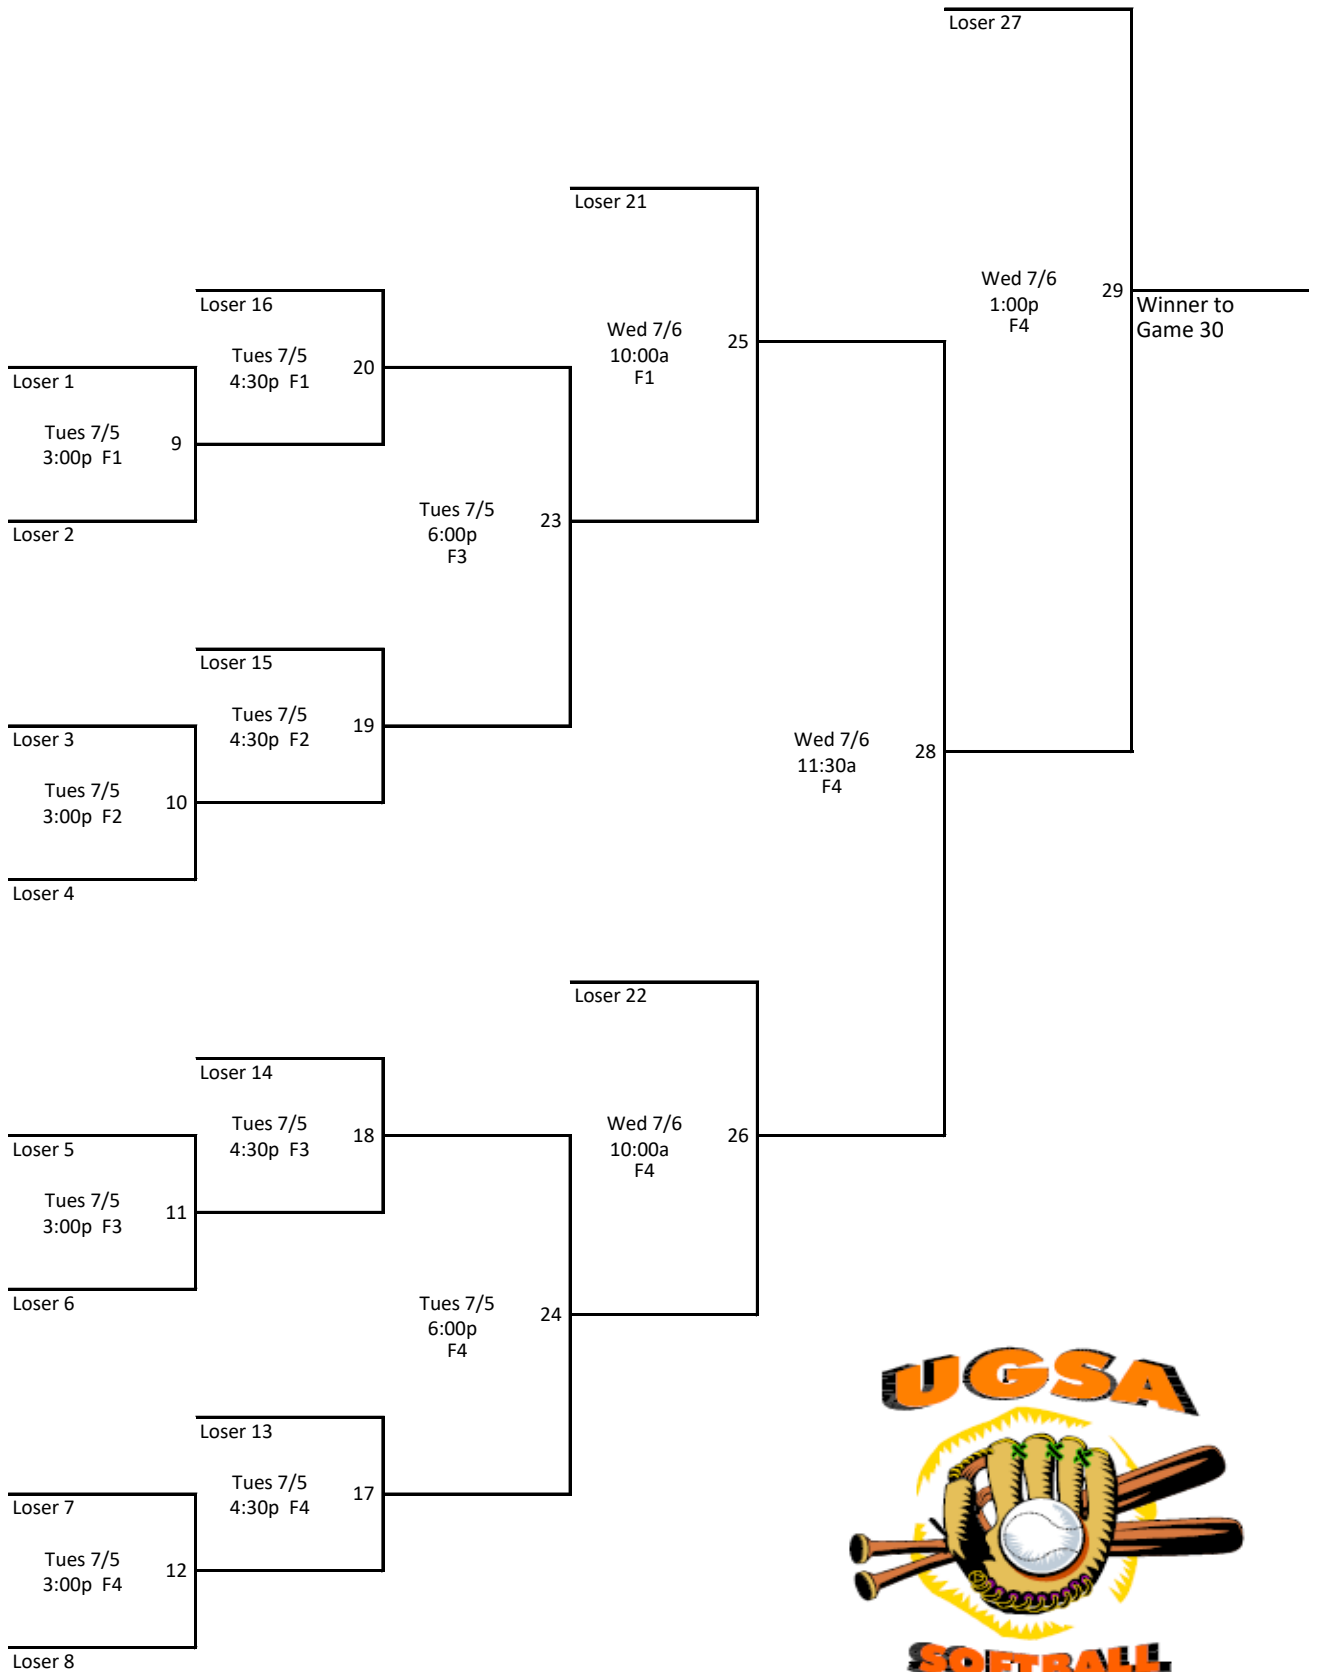 Loser 27
Loser 21
Wed 7/6
1:00p
F4
29
Winner to
Game 30
Loser 16
Wed 7/6
10:00a
F1
25
Tues 7/5
4:30p F1
20
Loser 1
Tues 7/5
3:00p F1
9
Loser 2
Tues 7/5
6:00p
F3
23
Loser 15
Tues 7/5
4:30p F2
19
Loser 3
Tues 7/5
3:00p F2
10
Loser 4
Wed 7/6
11:30a
F4
28
Loser 22
Loser 14
Tues 7/5
4:30p F3
18
Wed 7/6
10:00a
F4
26
Loser 5
Tues 7/5
3:00p F3
11
Loser 6
Tues 7/5
6:00p
F4
24
Loser 13
Tues 7/5
4:30p F4
17
Loser 7
Tues 7/5
3:00p F4
12
Loser 8
UGSA
SOFTBALL